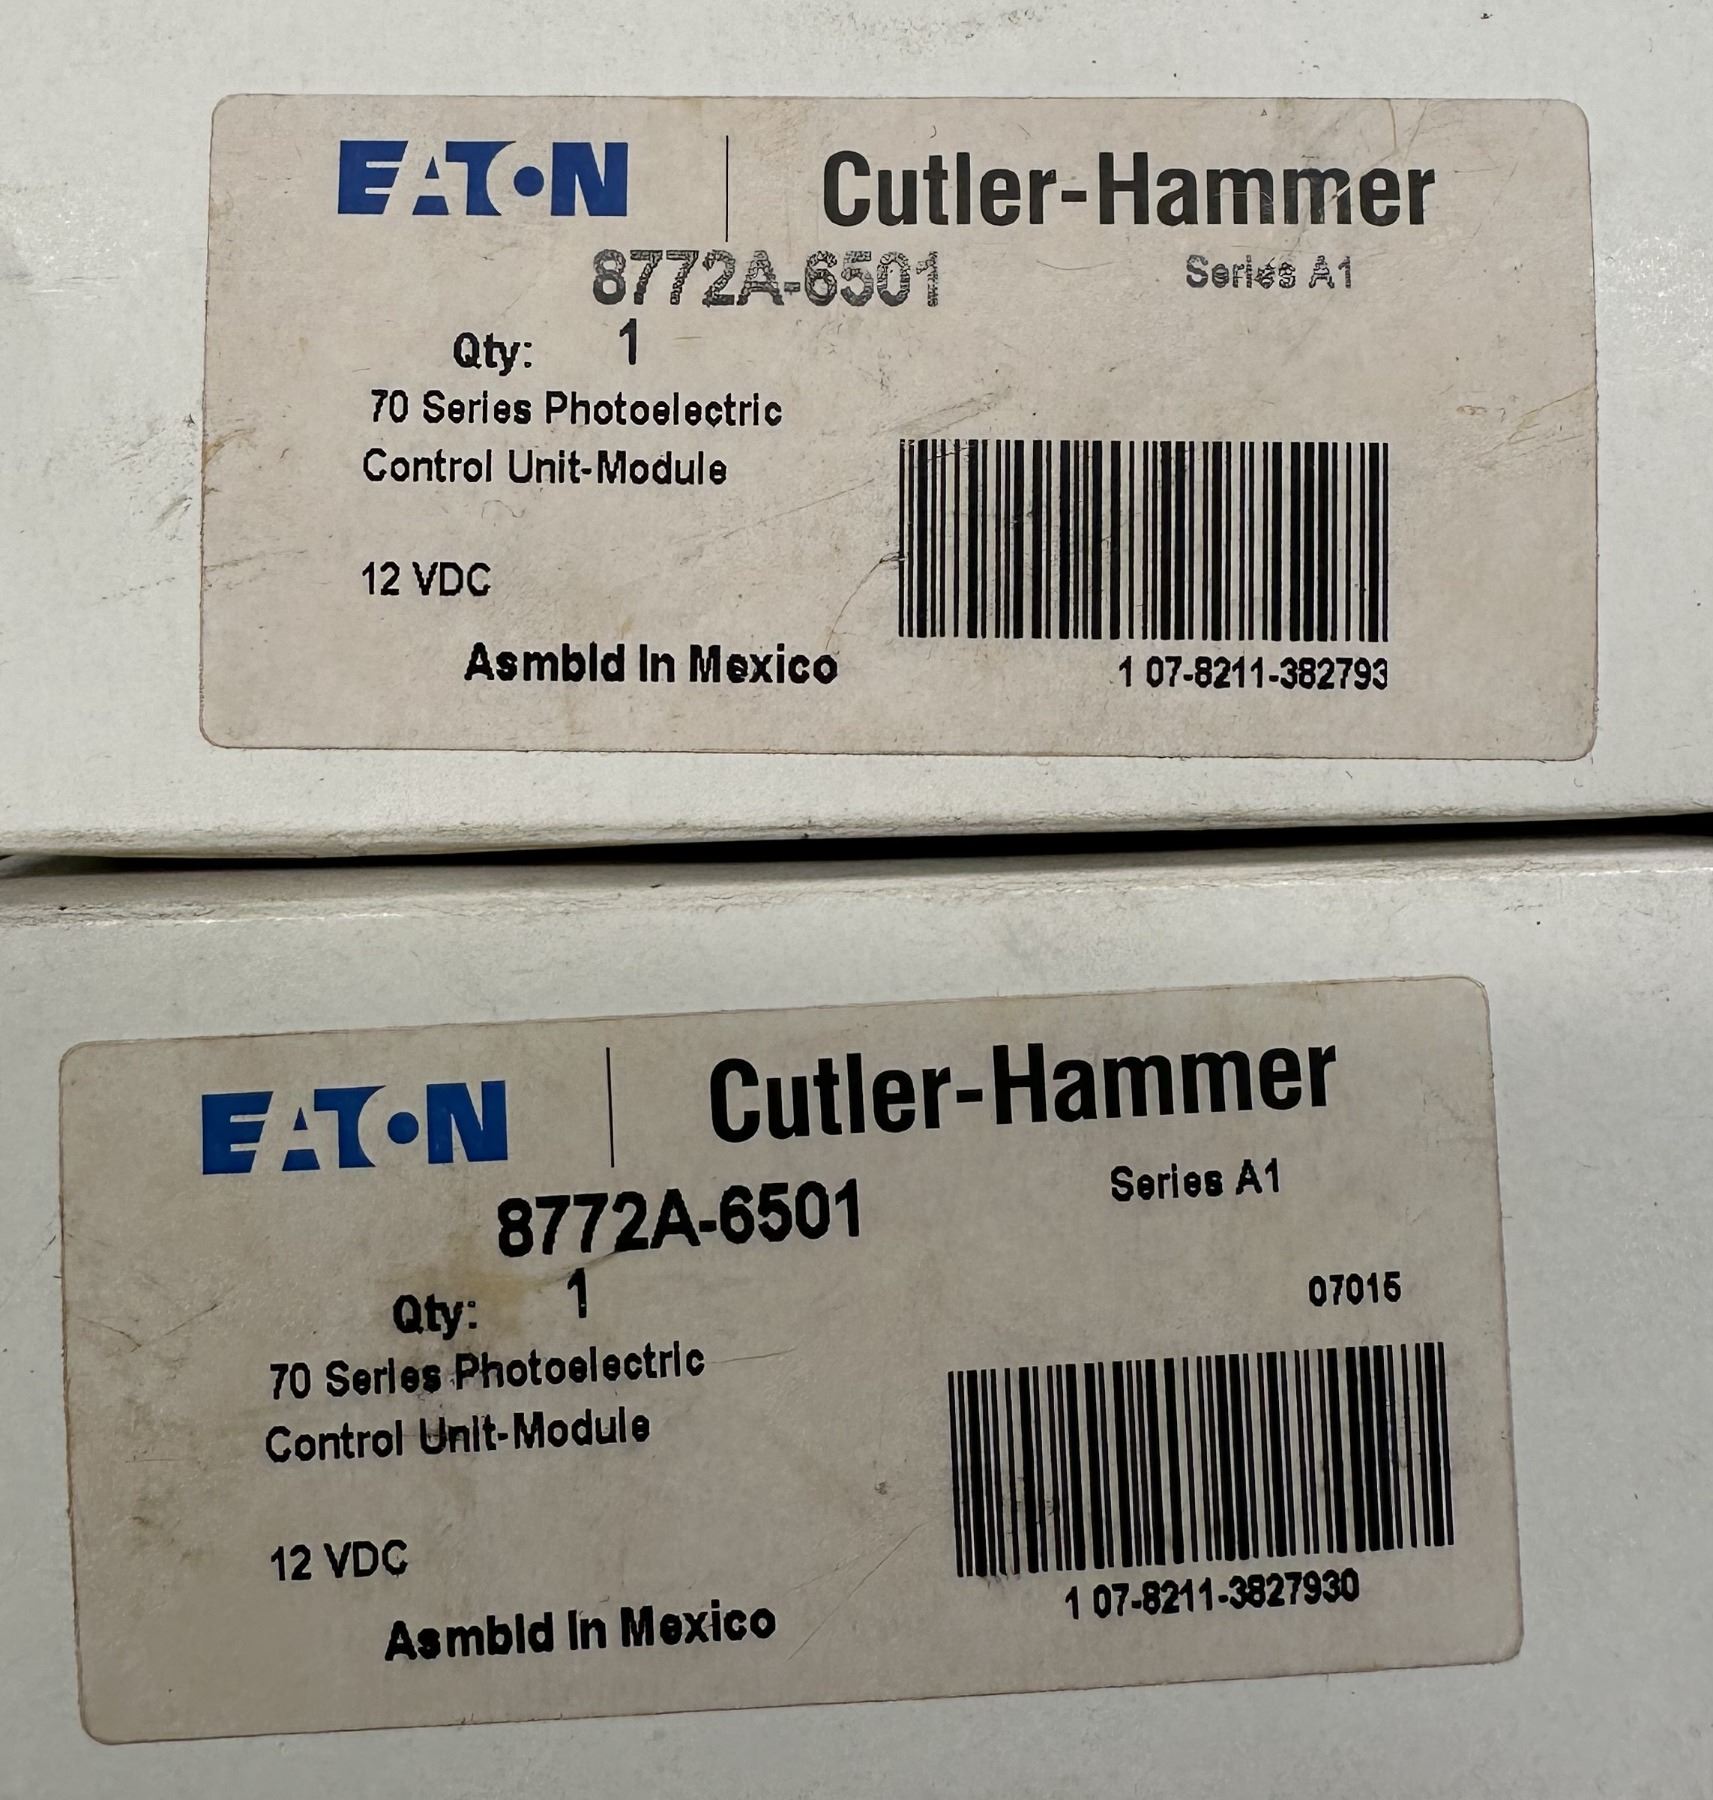 EATON Cutler-Hammer
8772A-6501 Series A1
Qty: 1
70 Series Photoelectric
Control Unit-Module
12 VDC
Asmbld In Mexico
1 07-8211-382793
EATON Cutler-Hammer
8772A-6501 Series A1
Qty: 1
07015
70 Series Photoelectric
Control Unit-Module
12 VDC
1 07-8211-3827930
Asmbld In Mexico